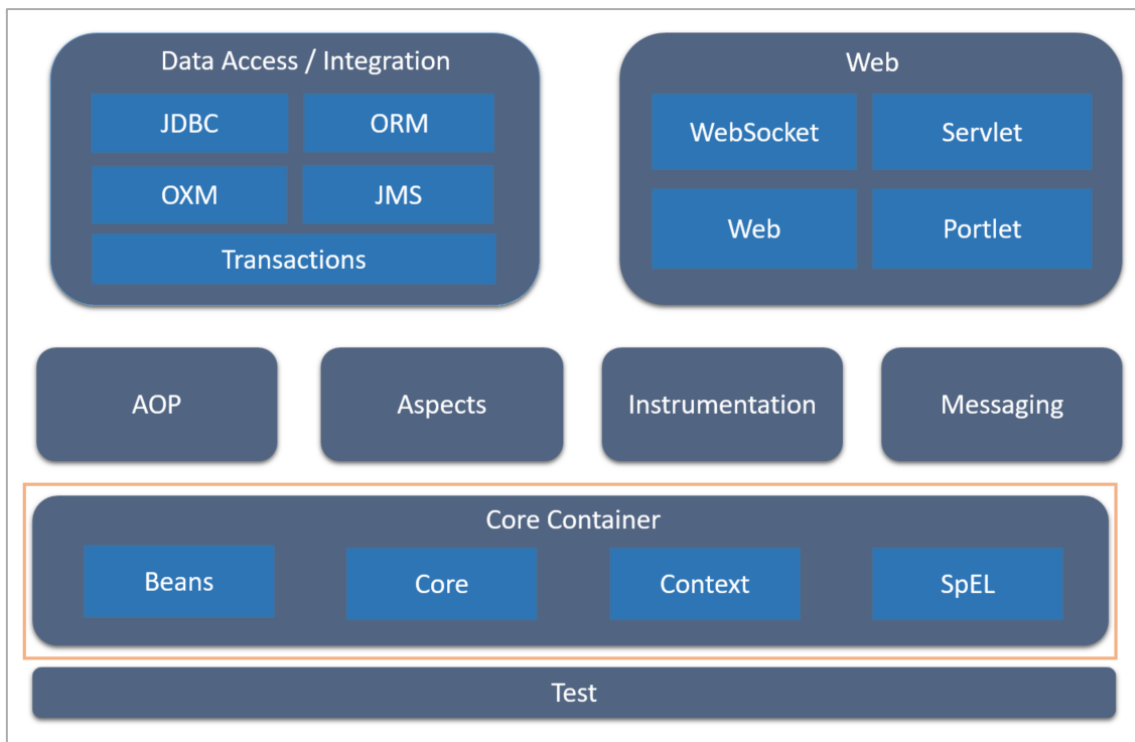 Data Access / Integration
JDBC
ORM
OXM
JMS
Transactions
Web
WebSocket
Servlet
Web
Portlet
AOP
Aspects
Instrumentation
Messaging
Core Container
Beans
Core
Context
SpEL
Test